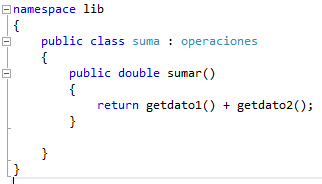 namespace lib
{
public class suma : operaciones
{
public double sumar()
{
return getdato1() + getdato2();
}
}
}